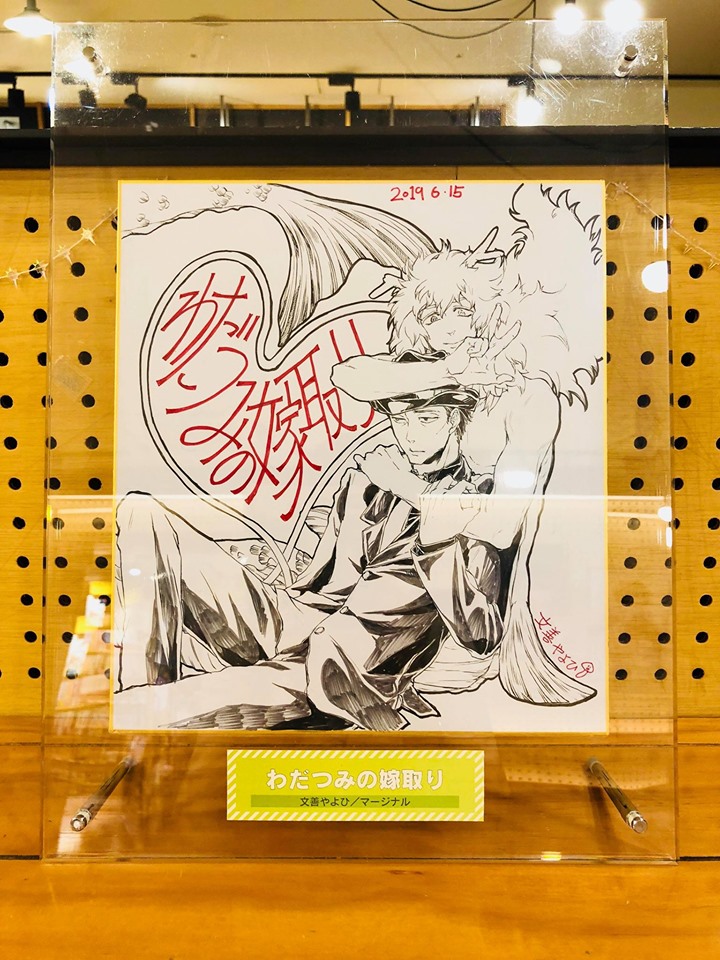 2019 6・15
わだつみの
嫁取り
文善やよひ
わだつみの嫁取り
文善やよひ／マージナル